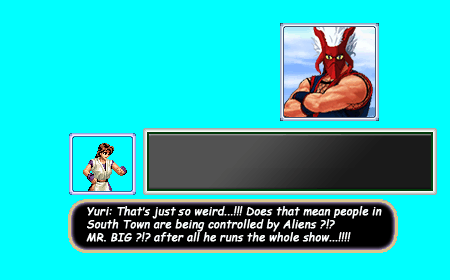 Yuri: That's just so weird...!!! Does that mean people in
South Town are being controlled by Aliens ?!?
MR. BIG ?!? after all he runs the whole show...!!!!